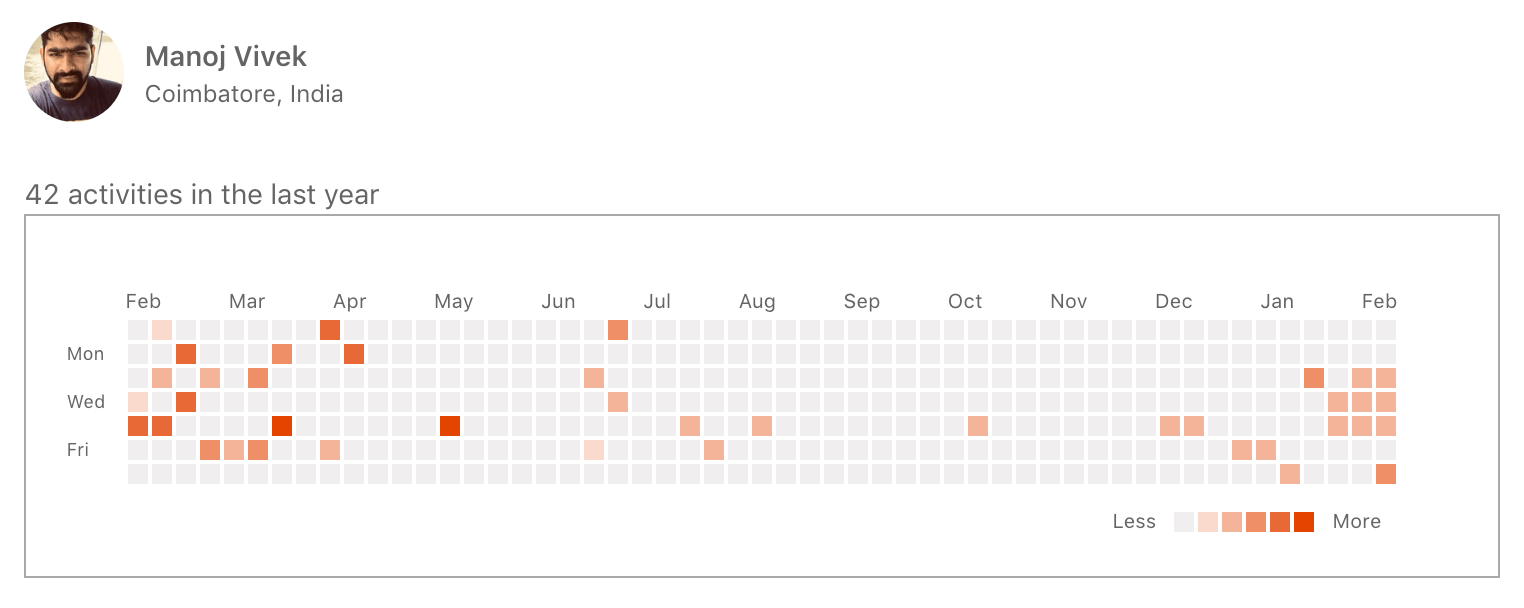 Manoj Vivek
Coimbatore, India
42 activities in the last year
Feb Mar Apr May Jun Jul Aug Sep Oct Nov Dec Jan Feb
Mon
Wed
Fri
Less More